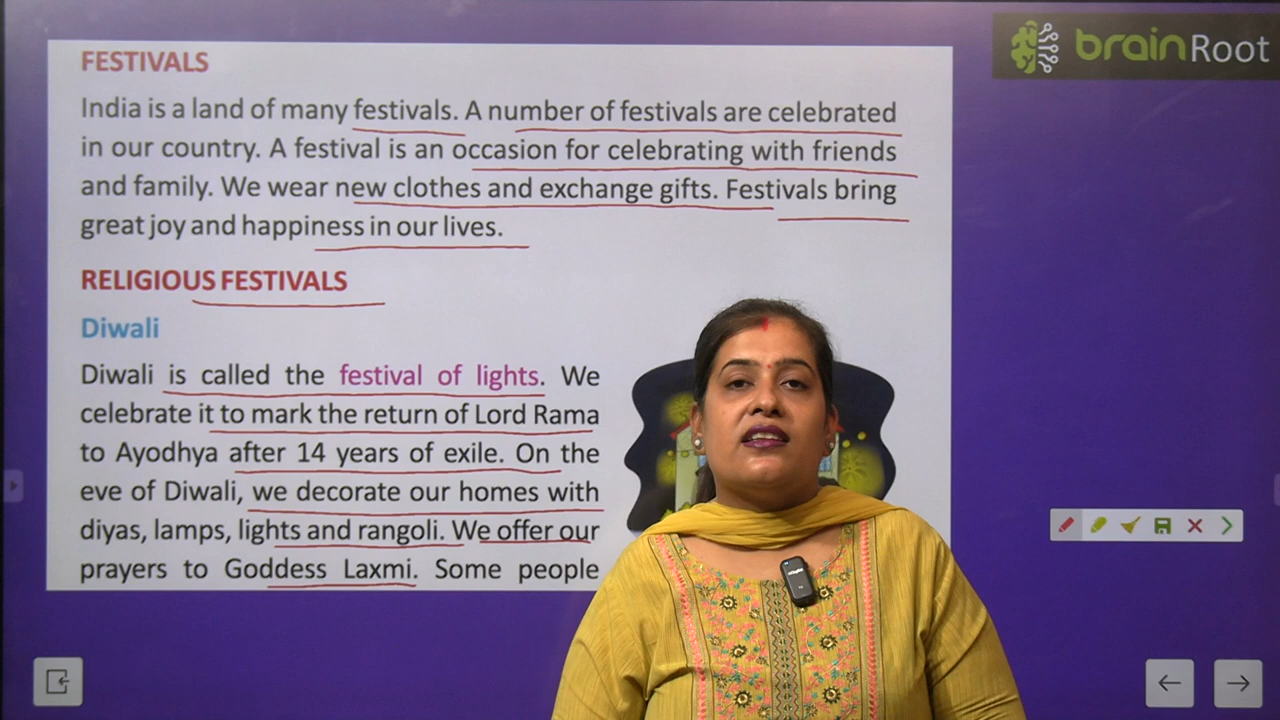 brainRoot
FESTIVALS
India is a land of many festivals. A number of festivals are celebrated
in our country. A festival is an occasion for celebrating with friends
and family. We wear new clothes and exchange gifts. Festivals bring
great joy and happiness in our lives.
RELIGIOUS FESTIVALS
Diwali
Diwali is called the festival of lights. We
celebrate it to mark the return of Lord Rama
to Ayodhya after 14 years of exile. On the
eve of Diwali, we decorate our homes with
diyas, lamps, lights and rangoli. We offer our
prayers to Goddess Laxmi. Some people